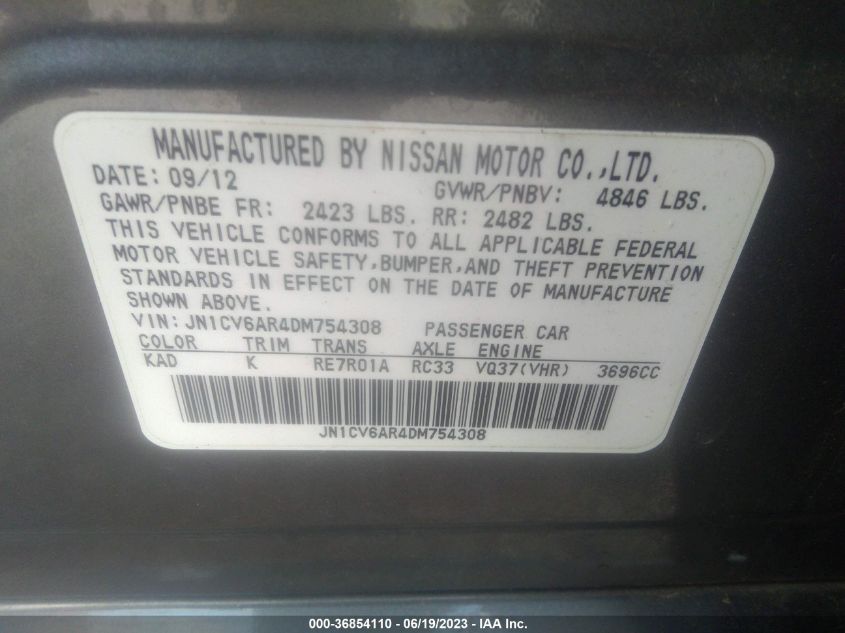 MANUFACTURED BY NISSAN MOTOR CO.,LTD.
DATE: 09/12 GVWR/PNBV: 4846 LBS.
GAWR/PNBE FR: 2423 LBS. RR: 2482 LBS.
THIS VEHICLE CONFORMS TO ALL APPLICABLE FEDERAL
MOTOR VEHICLE SAFETY,BUMPER,AND THEFT PREVENTION
STANDARDS IN EFFECT ON THE DATE OF MANUFACTURE
SHOWN ABOVE.
VIN:JN1CV6AR4DM754308 PASSENGER CAR
COLOR TRIM TRANS AXLE ENGINE
KAD K RE7R01A RC33 VQ37(VHR) 3696CC
JN1CV6AR4DM754308
000-36854110 - 06/19/2023 - IAA Inc.